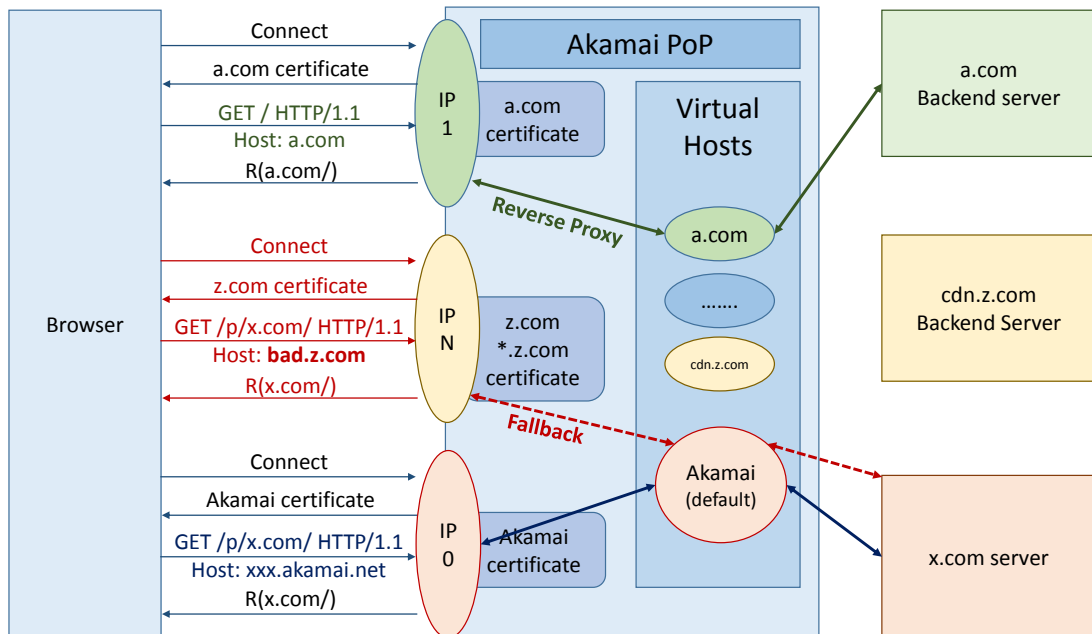 Browser
Connect
a.com certificate
GET / HTTP/1.1
Host: a.com
R(a.com/)
Connect
z.com certificate
GET /p/x.com/ HTTP/1.1
Host: bad.z.com
R(x.com/)
Connect
Akamai certificate
GET /p/x.com/ HTTP/1.1
Host: xxx.akamai.net
R(x.com/)
IP
1
IP
N
IP
0
Akamai PoP
a.com
certificate
z.com
*.z.com
certificate
Akamai
certificate
Reverse Proxy
Fallback
Virtual
Hosts
a.com
.......
cdn.z.com
Akamai
(default)
a.com
Backend server
cdn.z.com
Backend Server
x.com server